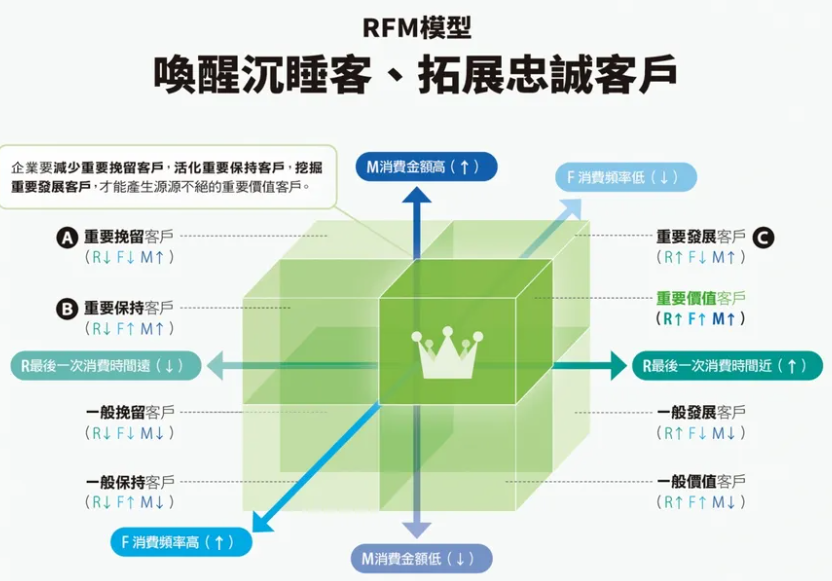 RFM模型
喚醒沉睡客、拓展忠誠客戶
企業要減少重要挽留客戶,活化重要保持客戶,挖掘
重要發展客戶,才能產生源源不絕的重要價值客戶。
M消費金額高(↑)
F 消費頻率低(↓)
A 重要挽留客戶
(R↓ F↓ M↑)
重要發展客戶 C
(R↑ F↓ M↑)
B 重要保持客戶
(R↓ F↑ M↑)
重要價值客戶
(R↑ F↑ M↑)
R最後一次消費時間遠(↓)
R最後一次消費時間近(↑)
一般挽留客戶
(R↓ F↓ M↓)
一般發展客戶
(R↑ F↓ M↓)
一般保持客戶
(R↓ F↑ M↓)
一般價值客戶
(R↑ F↑ M↓)
F 消費頻率高(↑)
M消費金額低(↓)